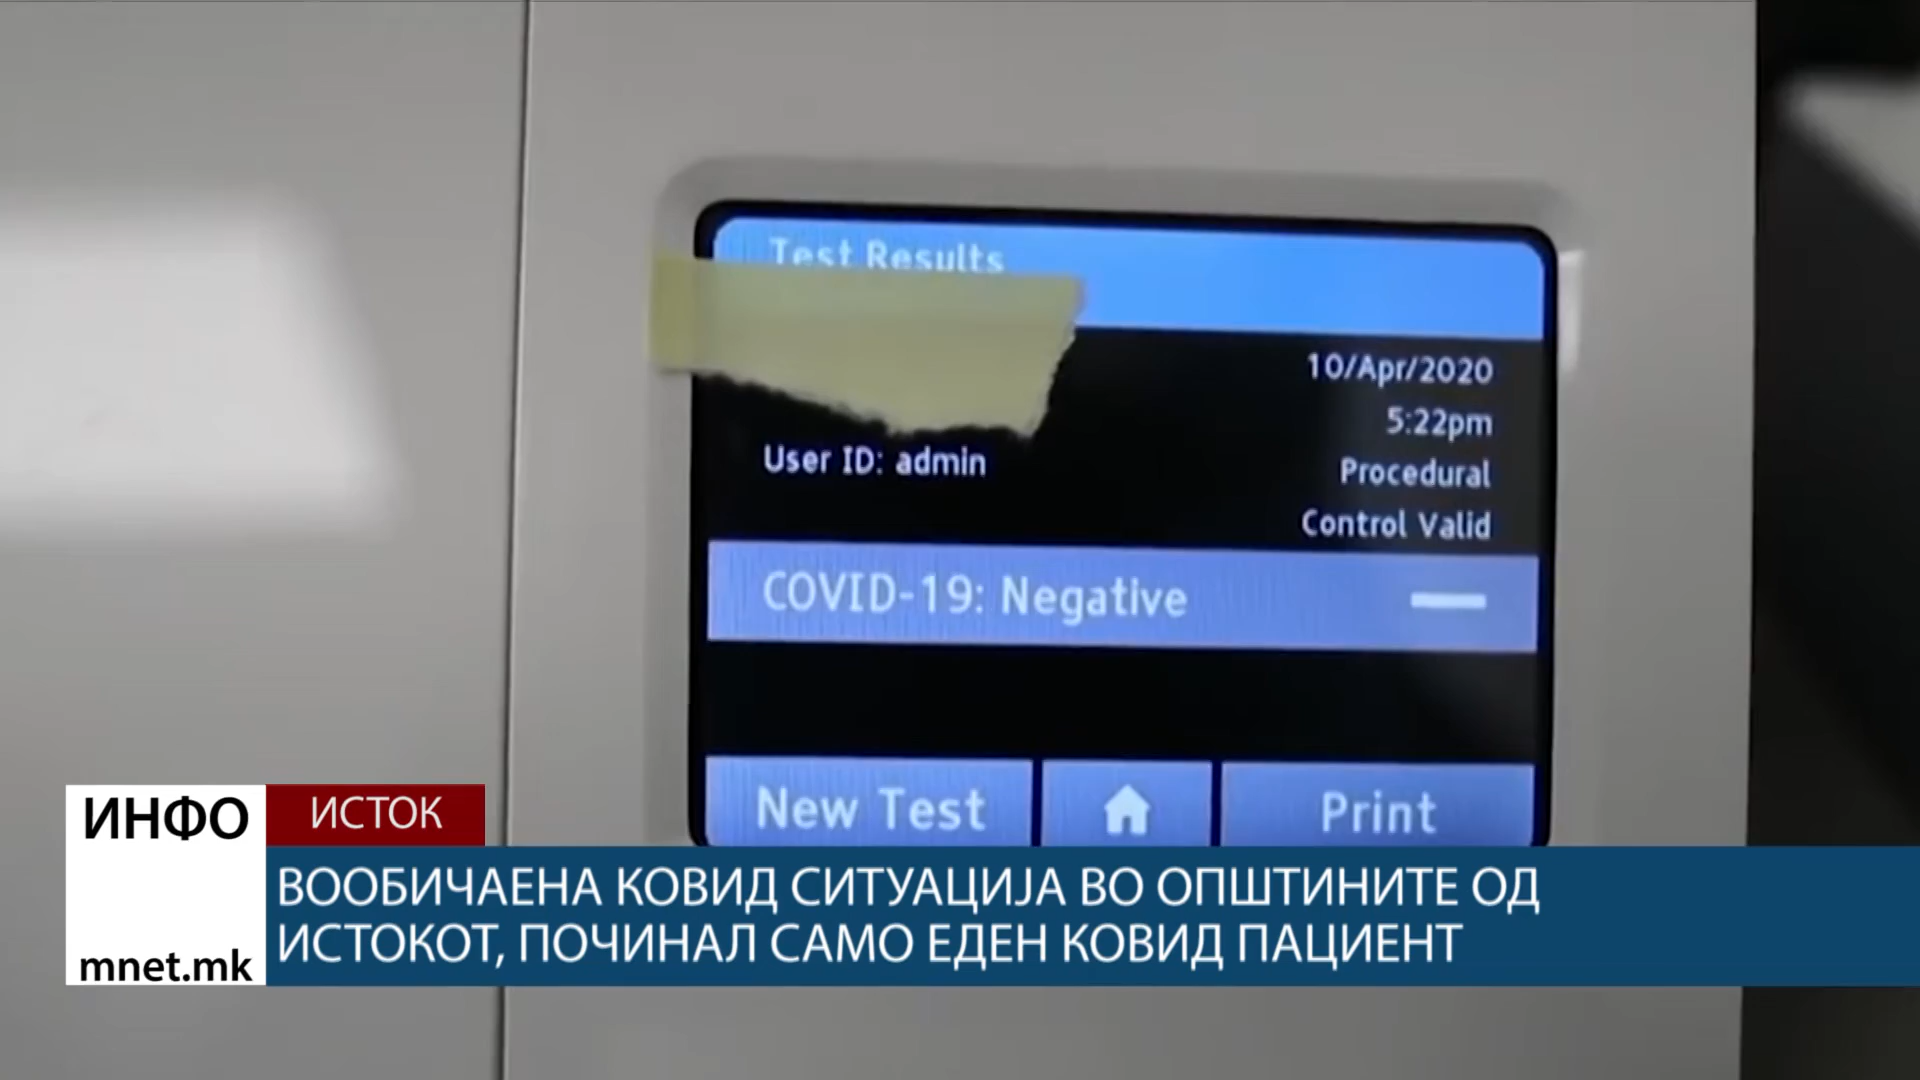 Test Results
10/Apr/2020
5:22pm
User ID: admin
Procedural
Control Valid
COVID-19: Negative
New Test
Print
ИНФО
ИСТОК
ВООБИЧАЕНА КОВИД СИТУАЦИЈА ВО ОПШТИНИТЕ ОД
ИСТОКОТ, ПОЧИНАЛ САМО ЕДЕН КОВИД ПАЦИЕНТ
mnet.mk